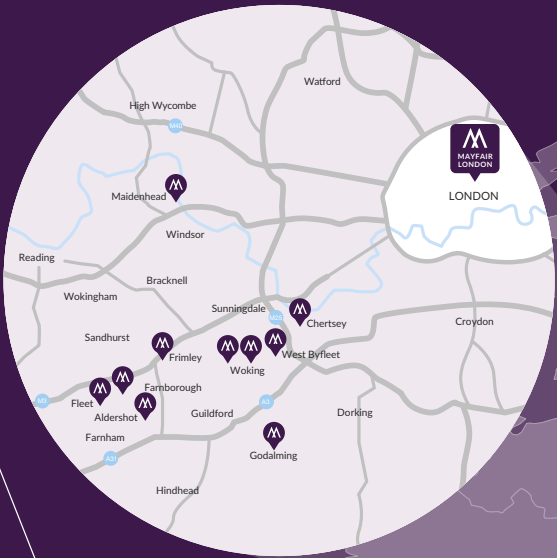 Watford
High Wycombe
M40
MAYFAIR
LONDON
LONDON
Maidenhead
Windsor
Reading
Bracknell
Wokingham
Sunningdale
M25
Chertsey
Croydon
Sandhurst
Frimley
West Byfleet
Woking
Farnborough
M3
Fleet
A3
Aldershot
Guildford
Dorking
Farnham
Godalming
A31
Hindhead